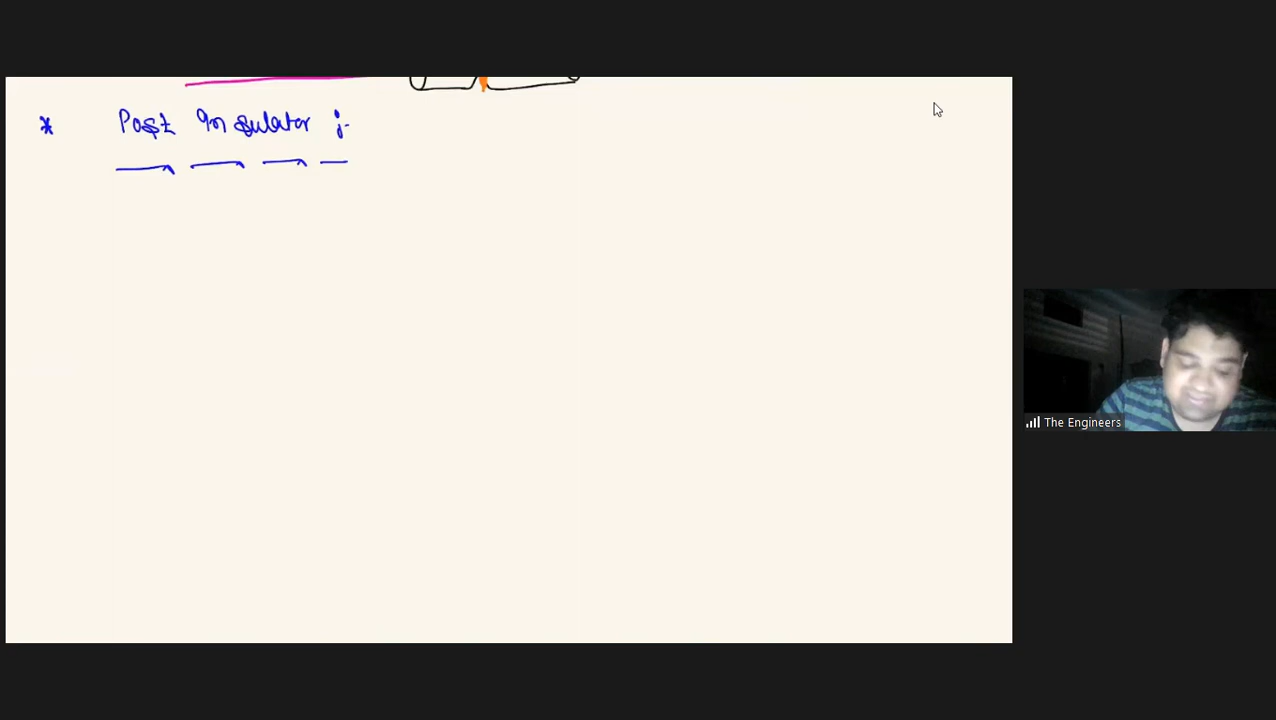 * Post Insulator :-
The Engineers